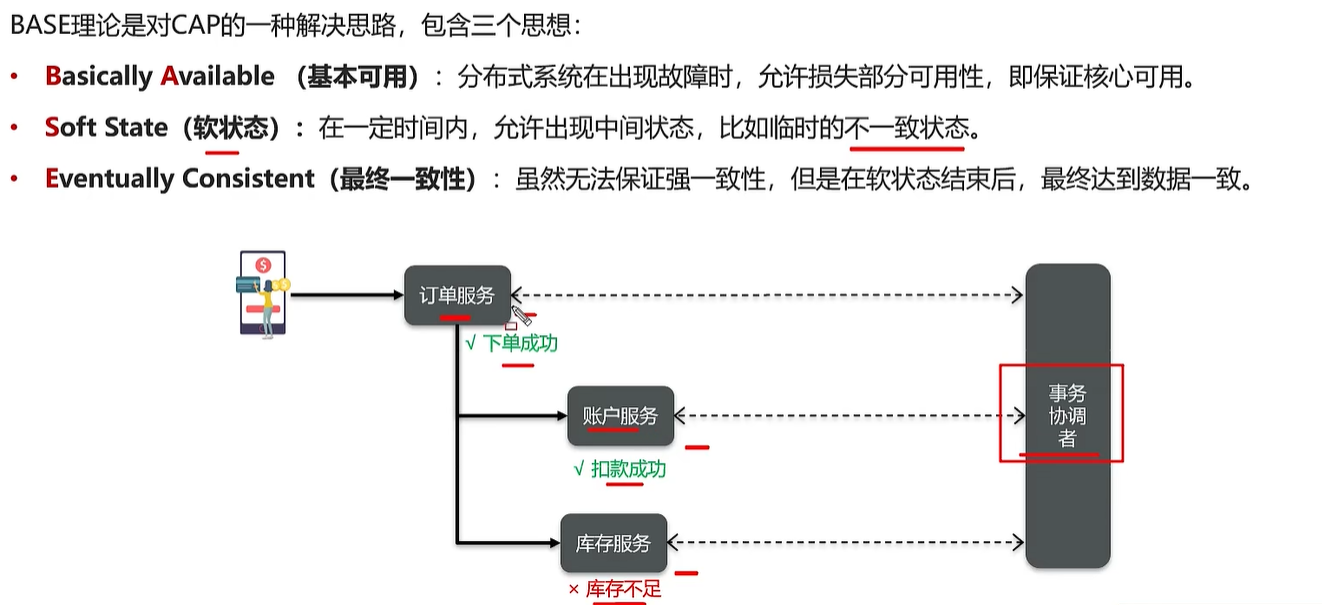 BASE理论是对CAP的一种解决思路，包含三个思想：
• Basically Available （基本可用）：分布式系统在出现故障时，允许损失部分可用性，即保证核心可用。
• Soft State（软状态）：在一定时间内，允许出现中间状态，比如临时的不一致状态。
• Eventually Consistent（最终一致性）：虽然无法保证强一致性，但是在软状态结束后，最终达到数据一致。
$
订单服务
√ 下单成功
账户服务
√ 扣款成功
库存服务
× 库存不足
事务
协调
者